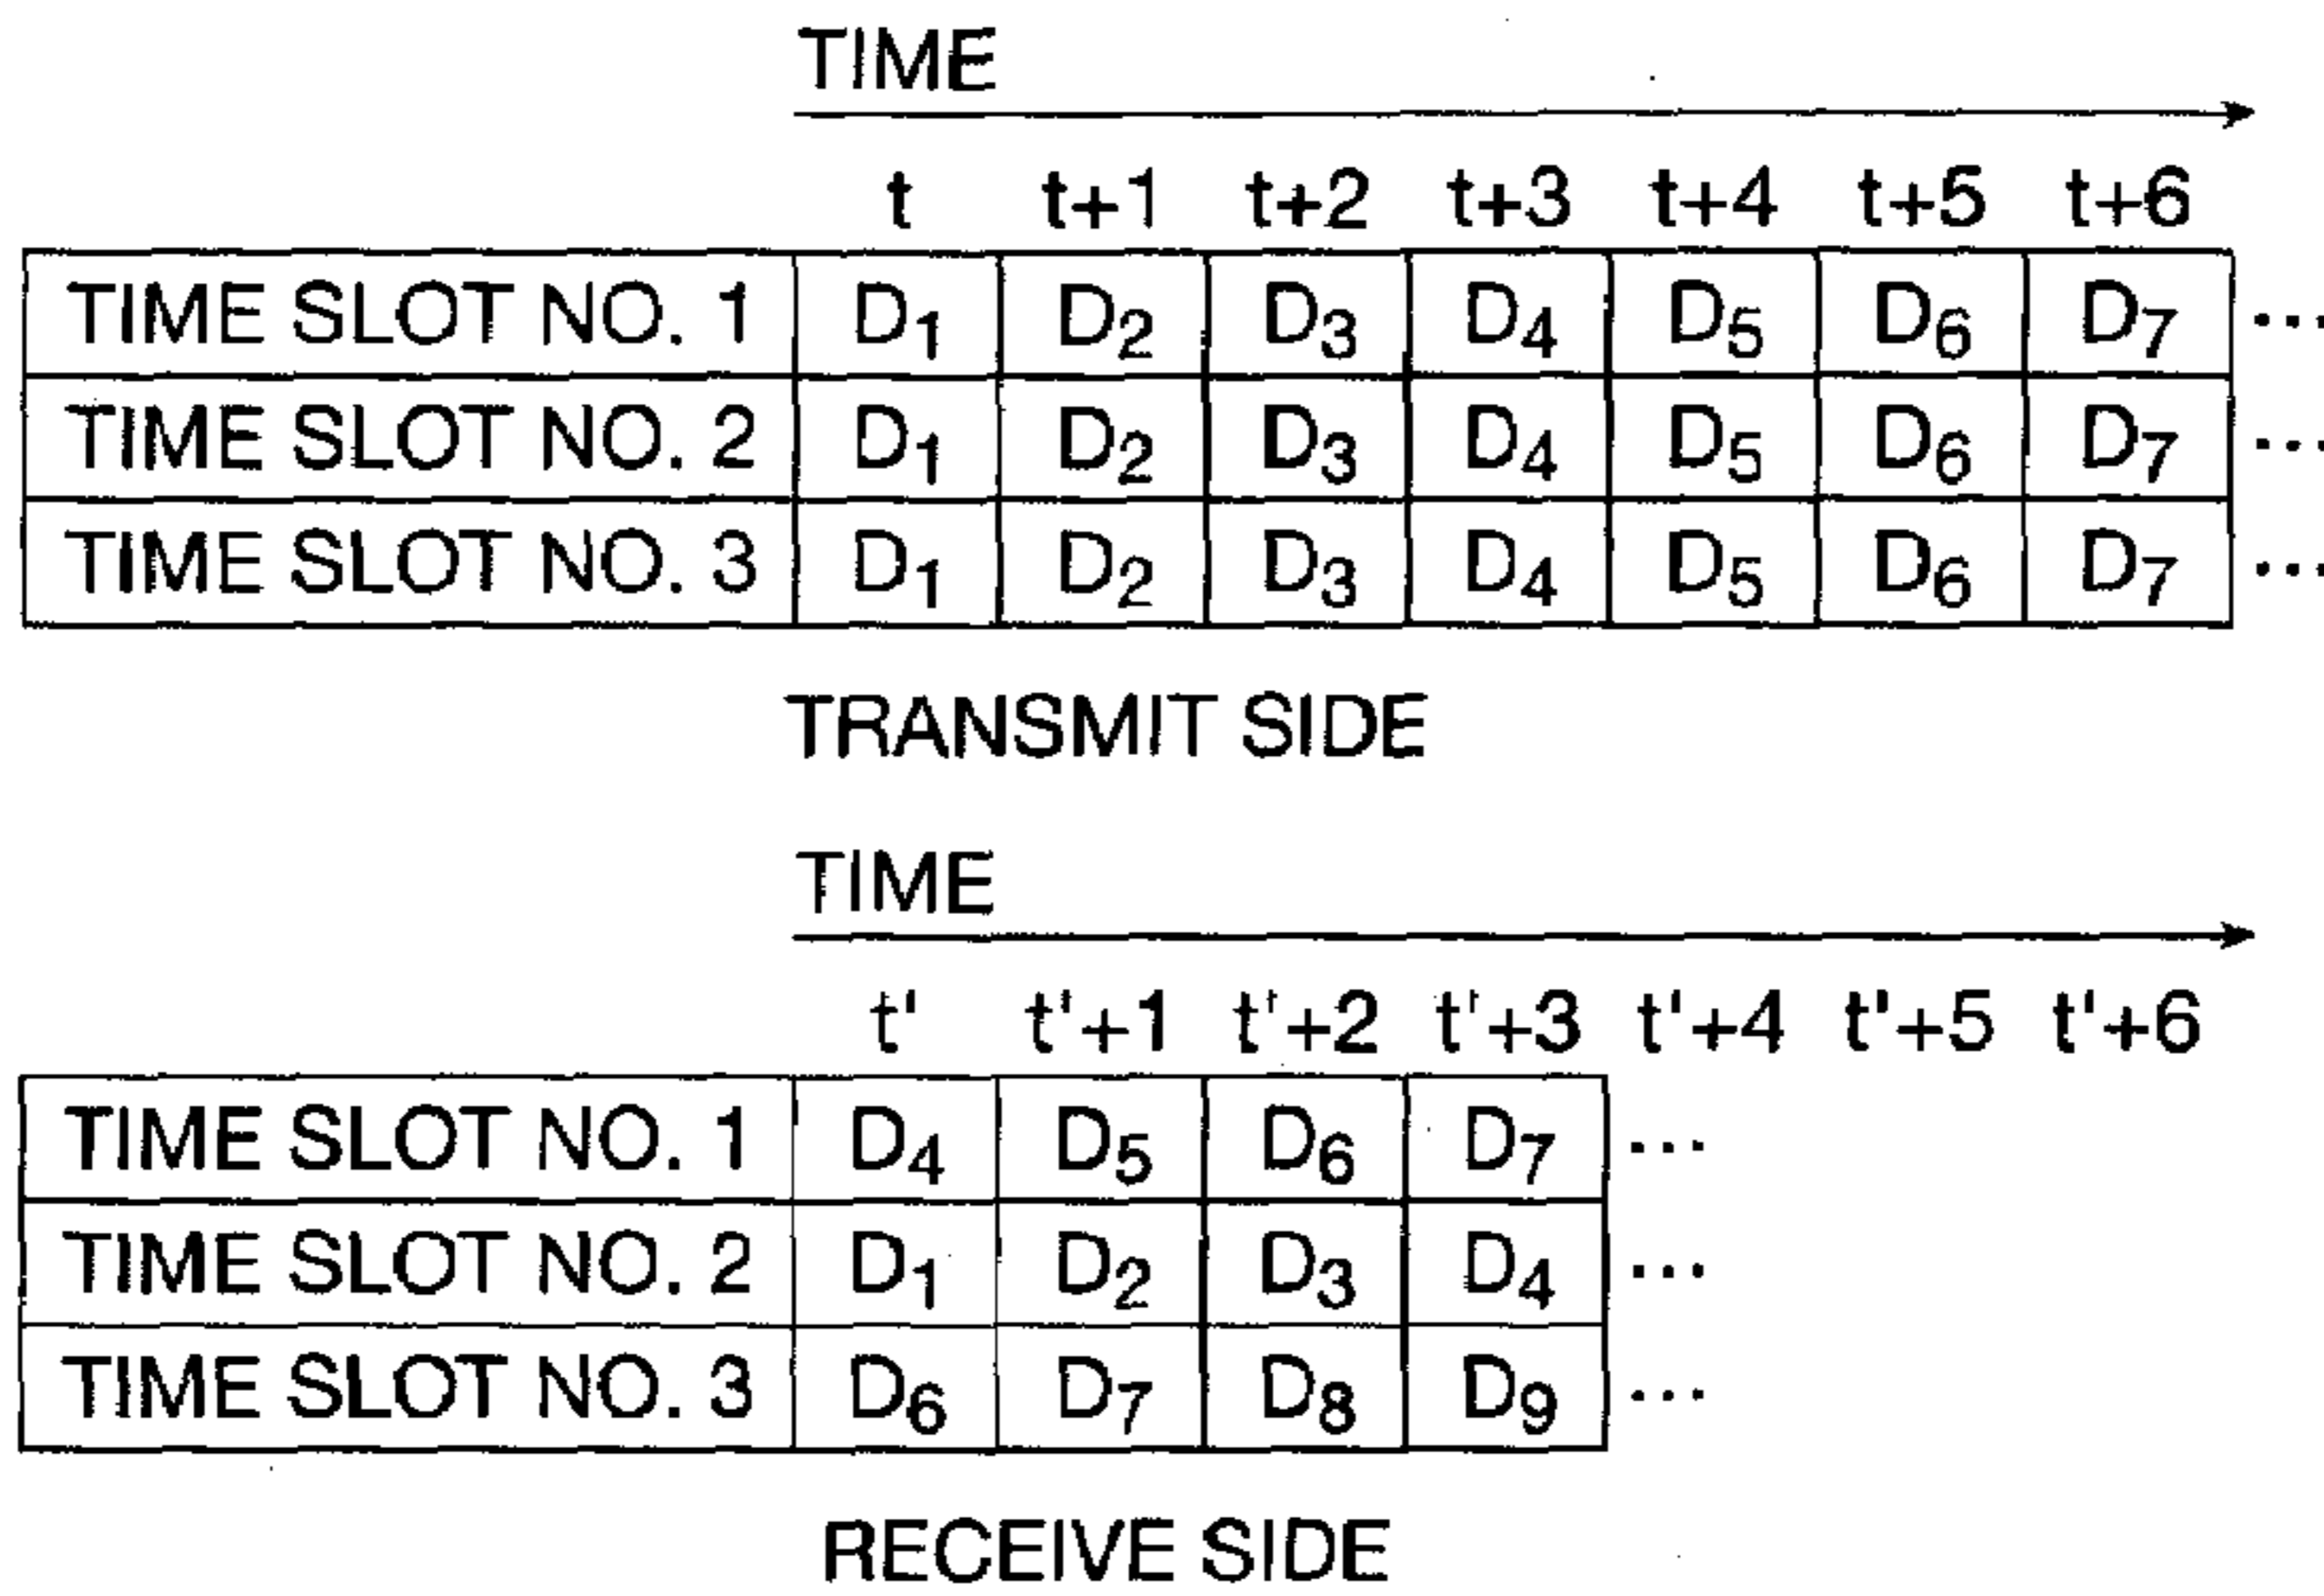 TIME
t t+1 t+2 t+3 t+4 t+5 t+6
TIME SLOT NO. 1 D₁ D₂ D₃ D₄ D₅ D₆ D₇ ···
TIME SLOT NO. 2 D₁ D₂ D₃ D₄ D₅ D₆ D₇ ···
TIME SLOT NO. 3 D₁ D₂ D₃ D₄ D₅ D₆ D₇ ···
TRANSMIT SIDE
TIME
t' t'+1 t'+2 t'+3 t'+4 t'+5 t'+6
TIME SLOT NO. 1 D₄ D₅ D₆ D₇ ···
TIME SLOT NO. 2 D₁ D₂ D₃ D₄ ···
TIME SLOT NO. 3 D₆ D₇ D₈ D₉ ···
RECEIVE SIDE